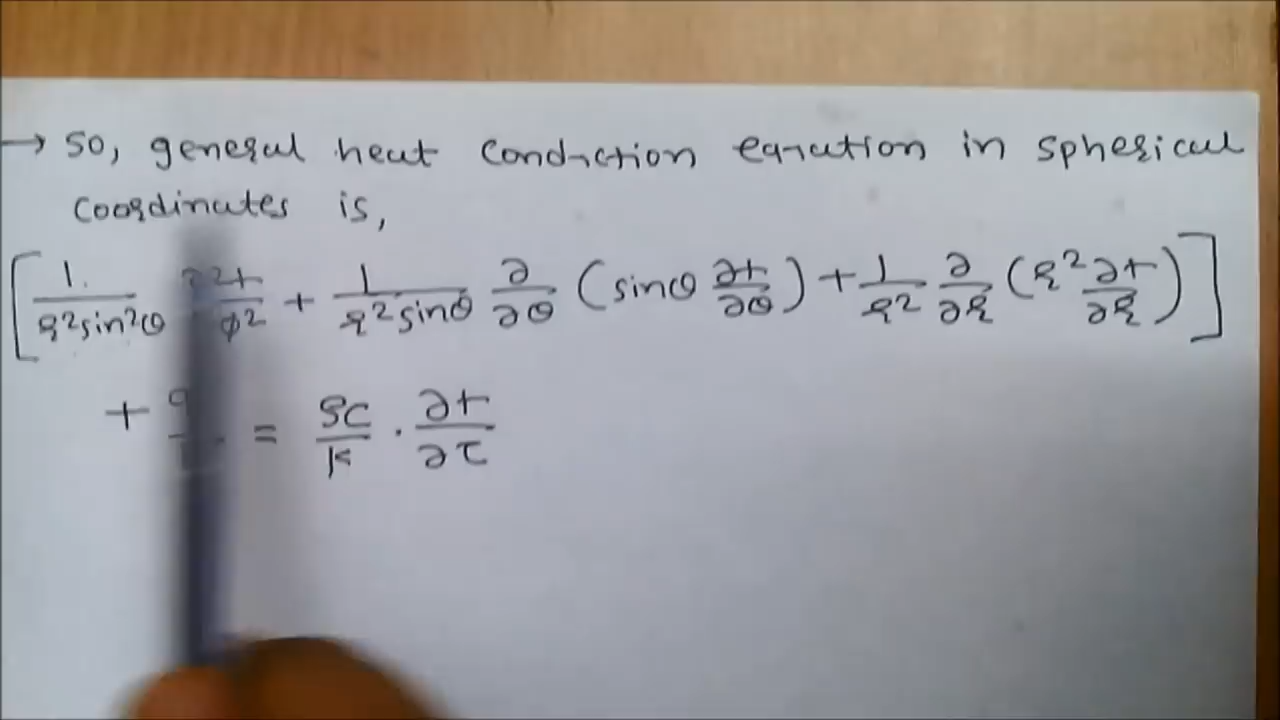 → so, general heat conduction equation in spherical
coordinates is,
[1/(r²sin²θ) ∂²t/ φ² + 1/(r²sinθ) ∂/∂θ (sinθ ∂t/∂θ) + 1/r² ∂/∂r (r² ∂t/∂r)]
+ = ρc/k · ∂t/∂τ